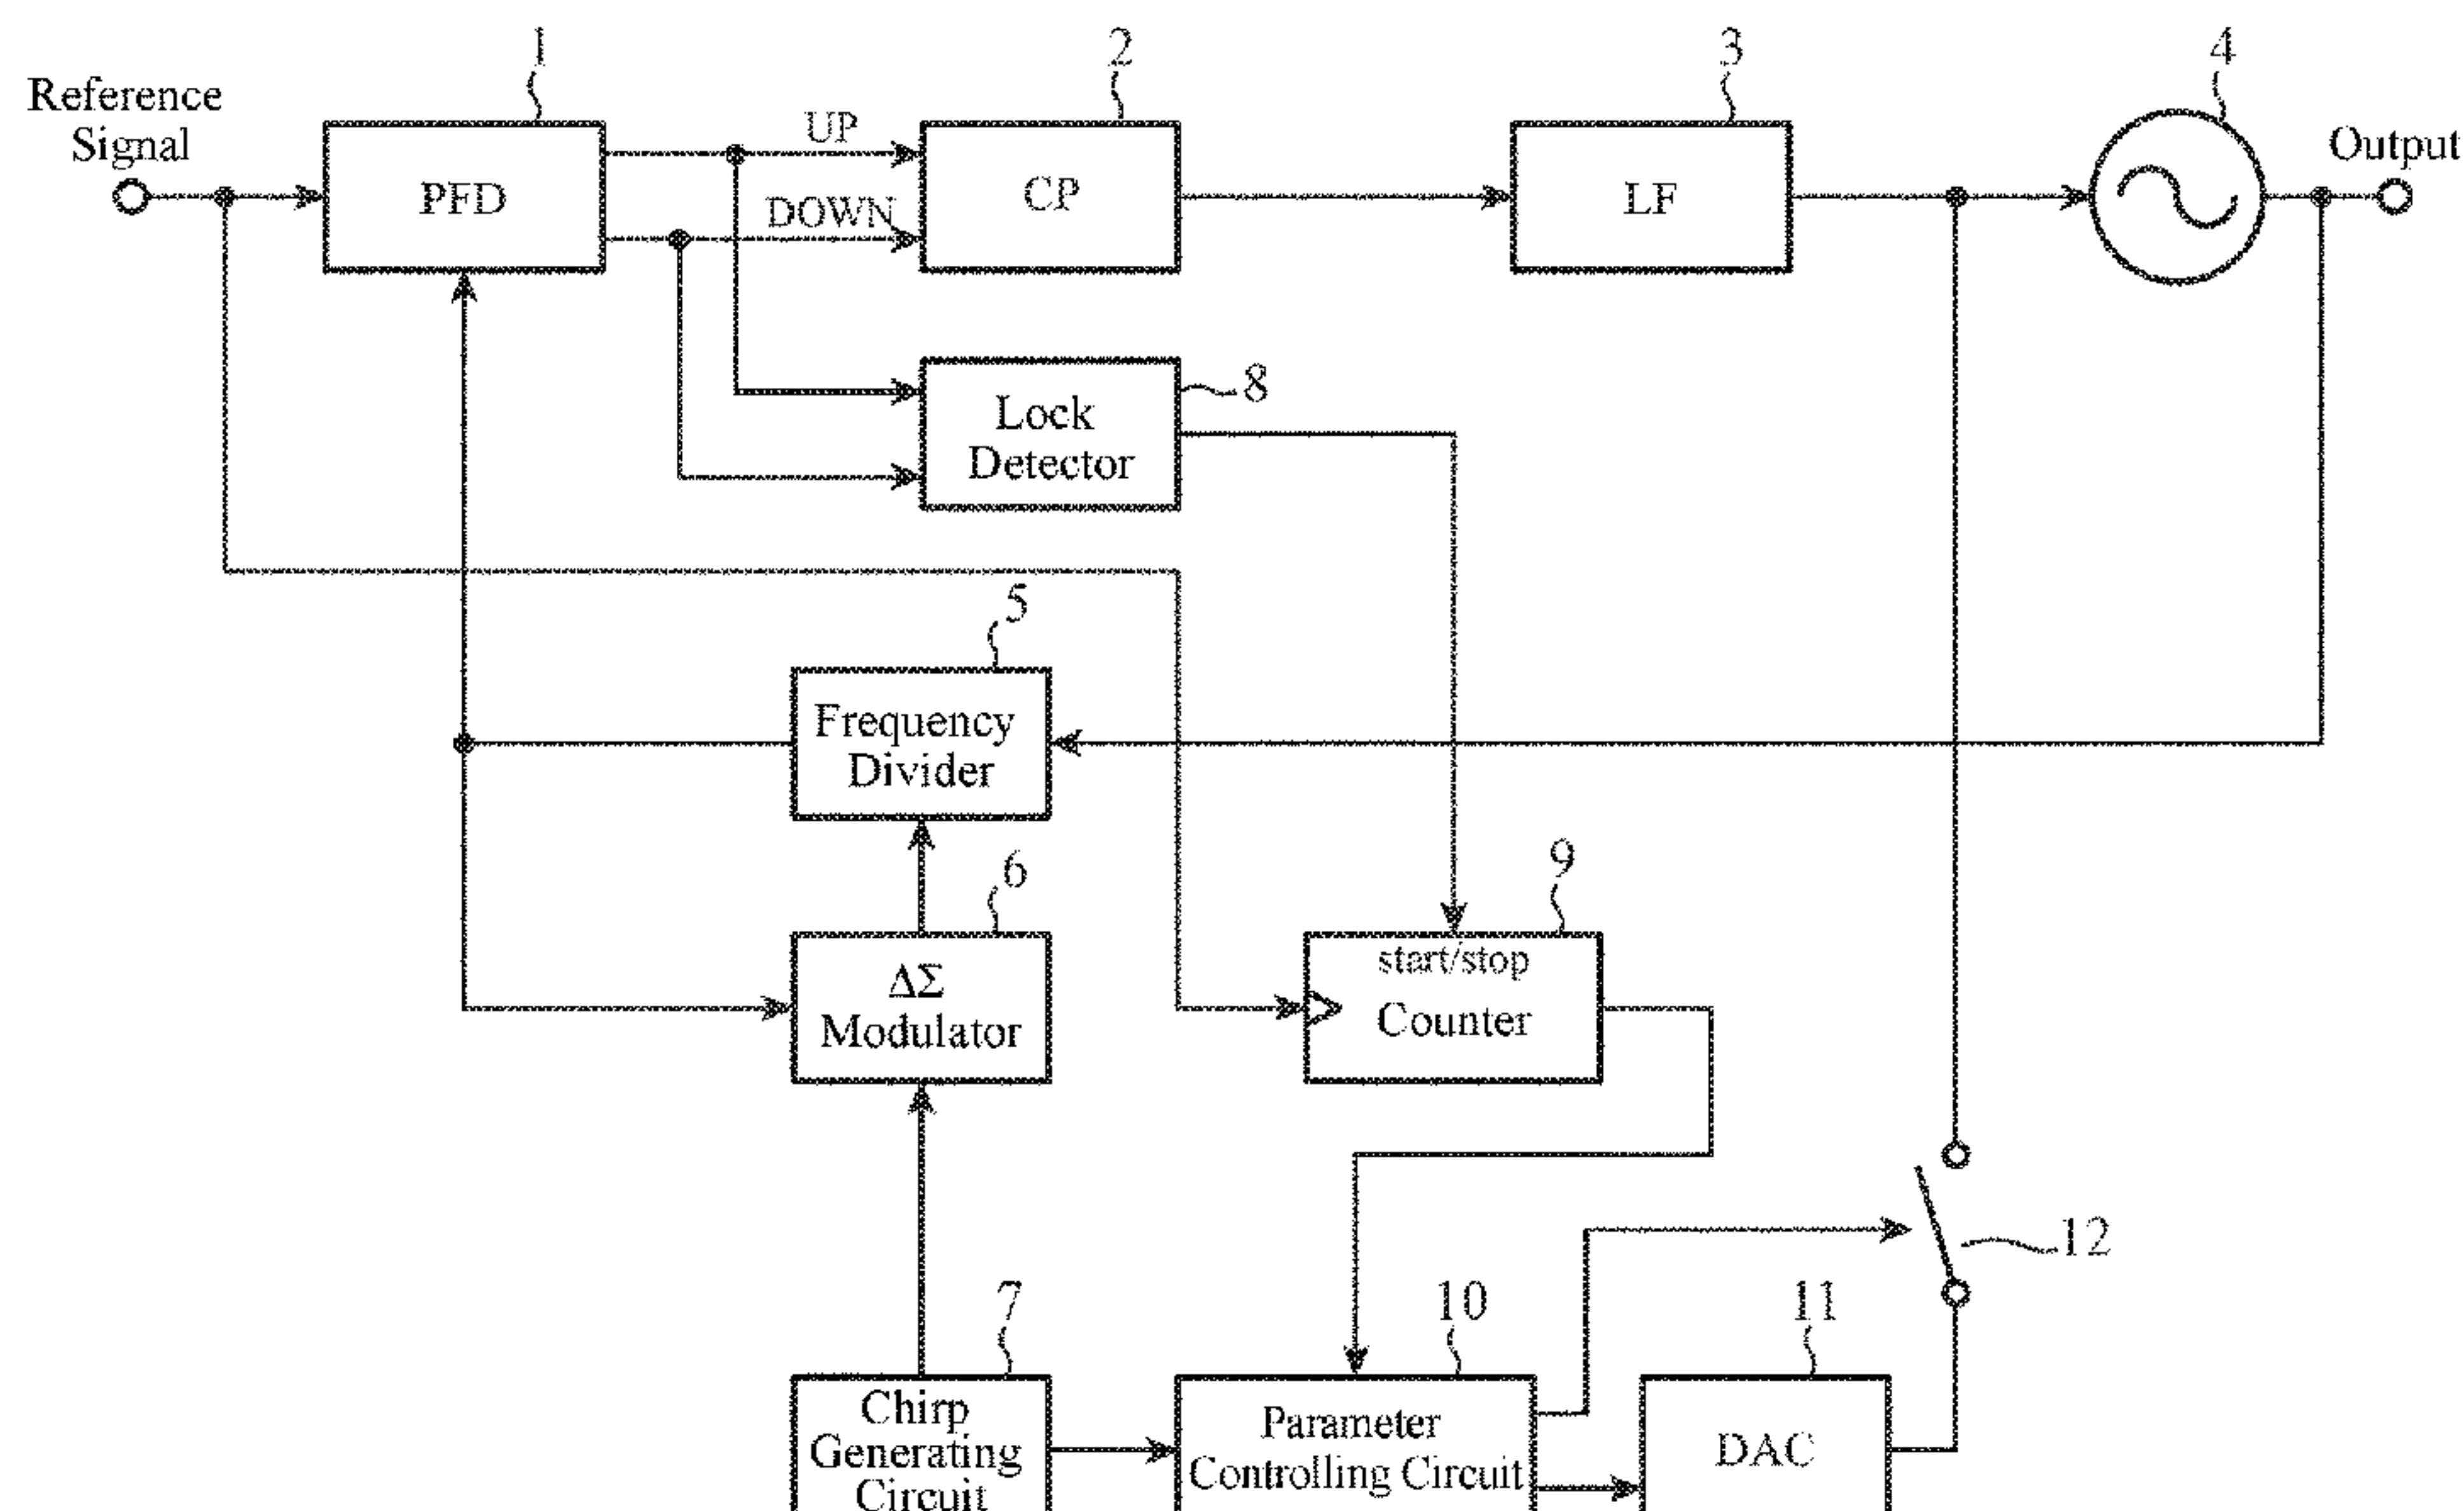 1
2
3
4
Reference
Signal
Output
UP
PFD
CP
LF
DOWN
8
Lock
Detector
5
Frequency
Divider
6
9
start/stop
ΔΣ
Modulator
Counter
12
7
10
11
Chirp
Generating
Circuit
Parameter
Controlling Circuit
DAC